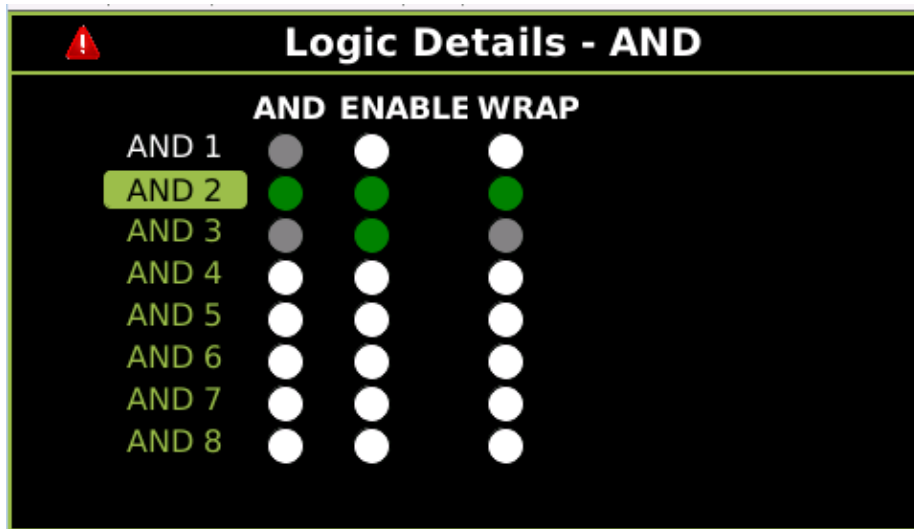 Logic Details - AND
AND ENABLE WRAP
AND 1
AND 2
AND 3
AND 4
AND 5
AND 6
AND 7
AND 8